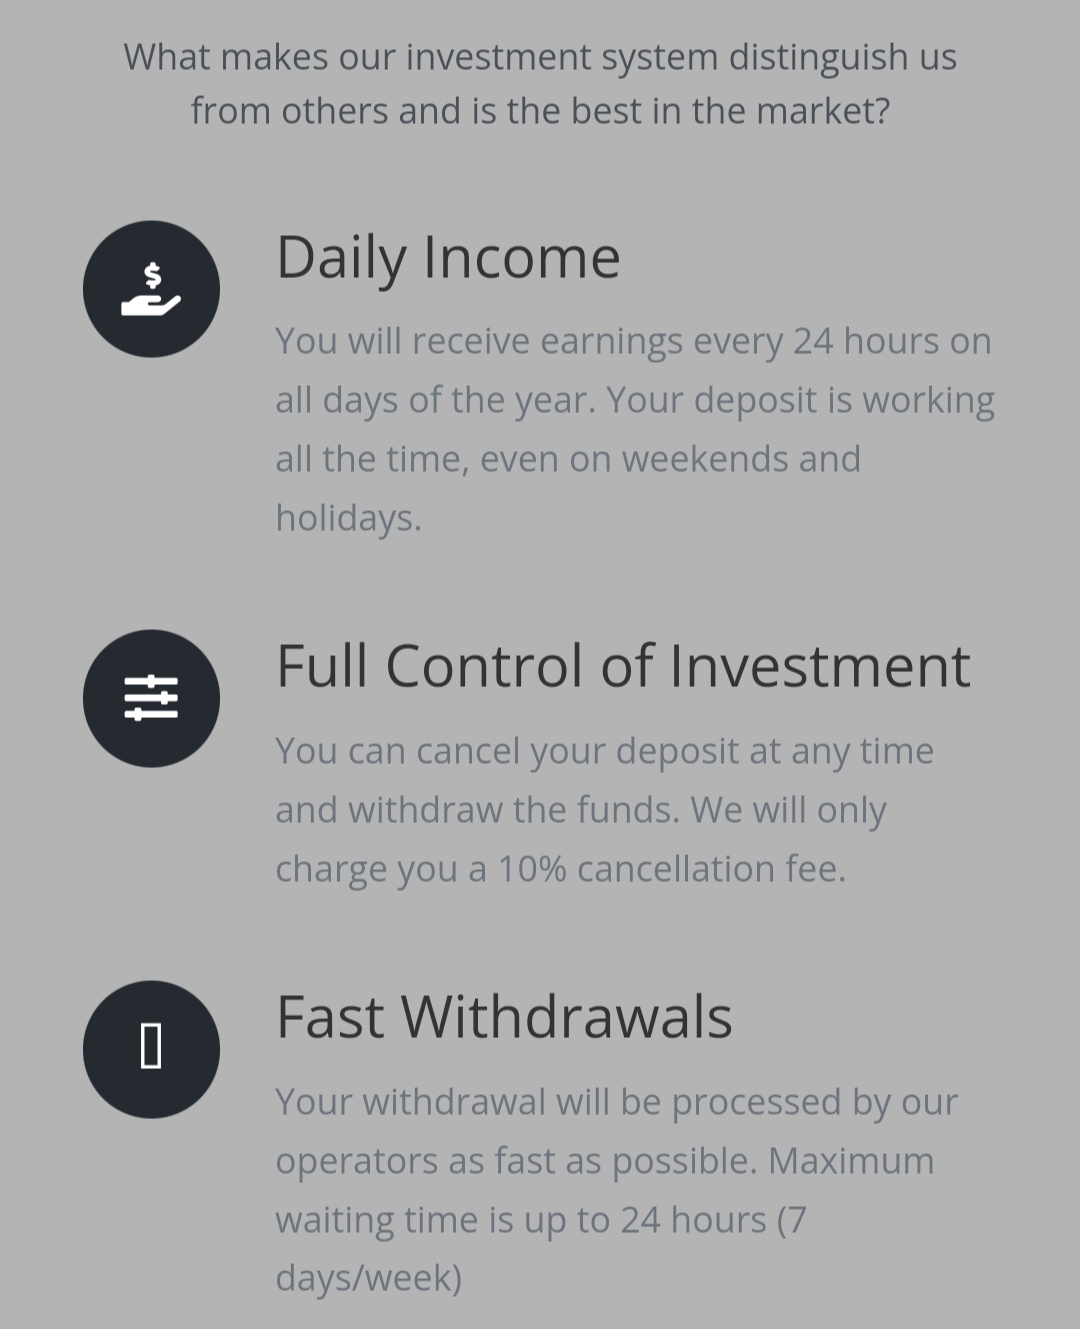 What makes our investment system distinguish us
from others and is the best in the market?
Daily Income
You will receive earnings every 24 hours on
all days of the year. Your deposit is working
all the time, even on weekends and
holidays.
Full Control of Investment
You can cancel your deposit at any time
and withdraw the funds. We will only
charge you a 10% cancellation fee.
Fast Withdrawals
Your withdrawal will be processed by our
operators as fast as possible. Maximum
waiting time is up to 24 hours (7
days/week)